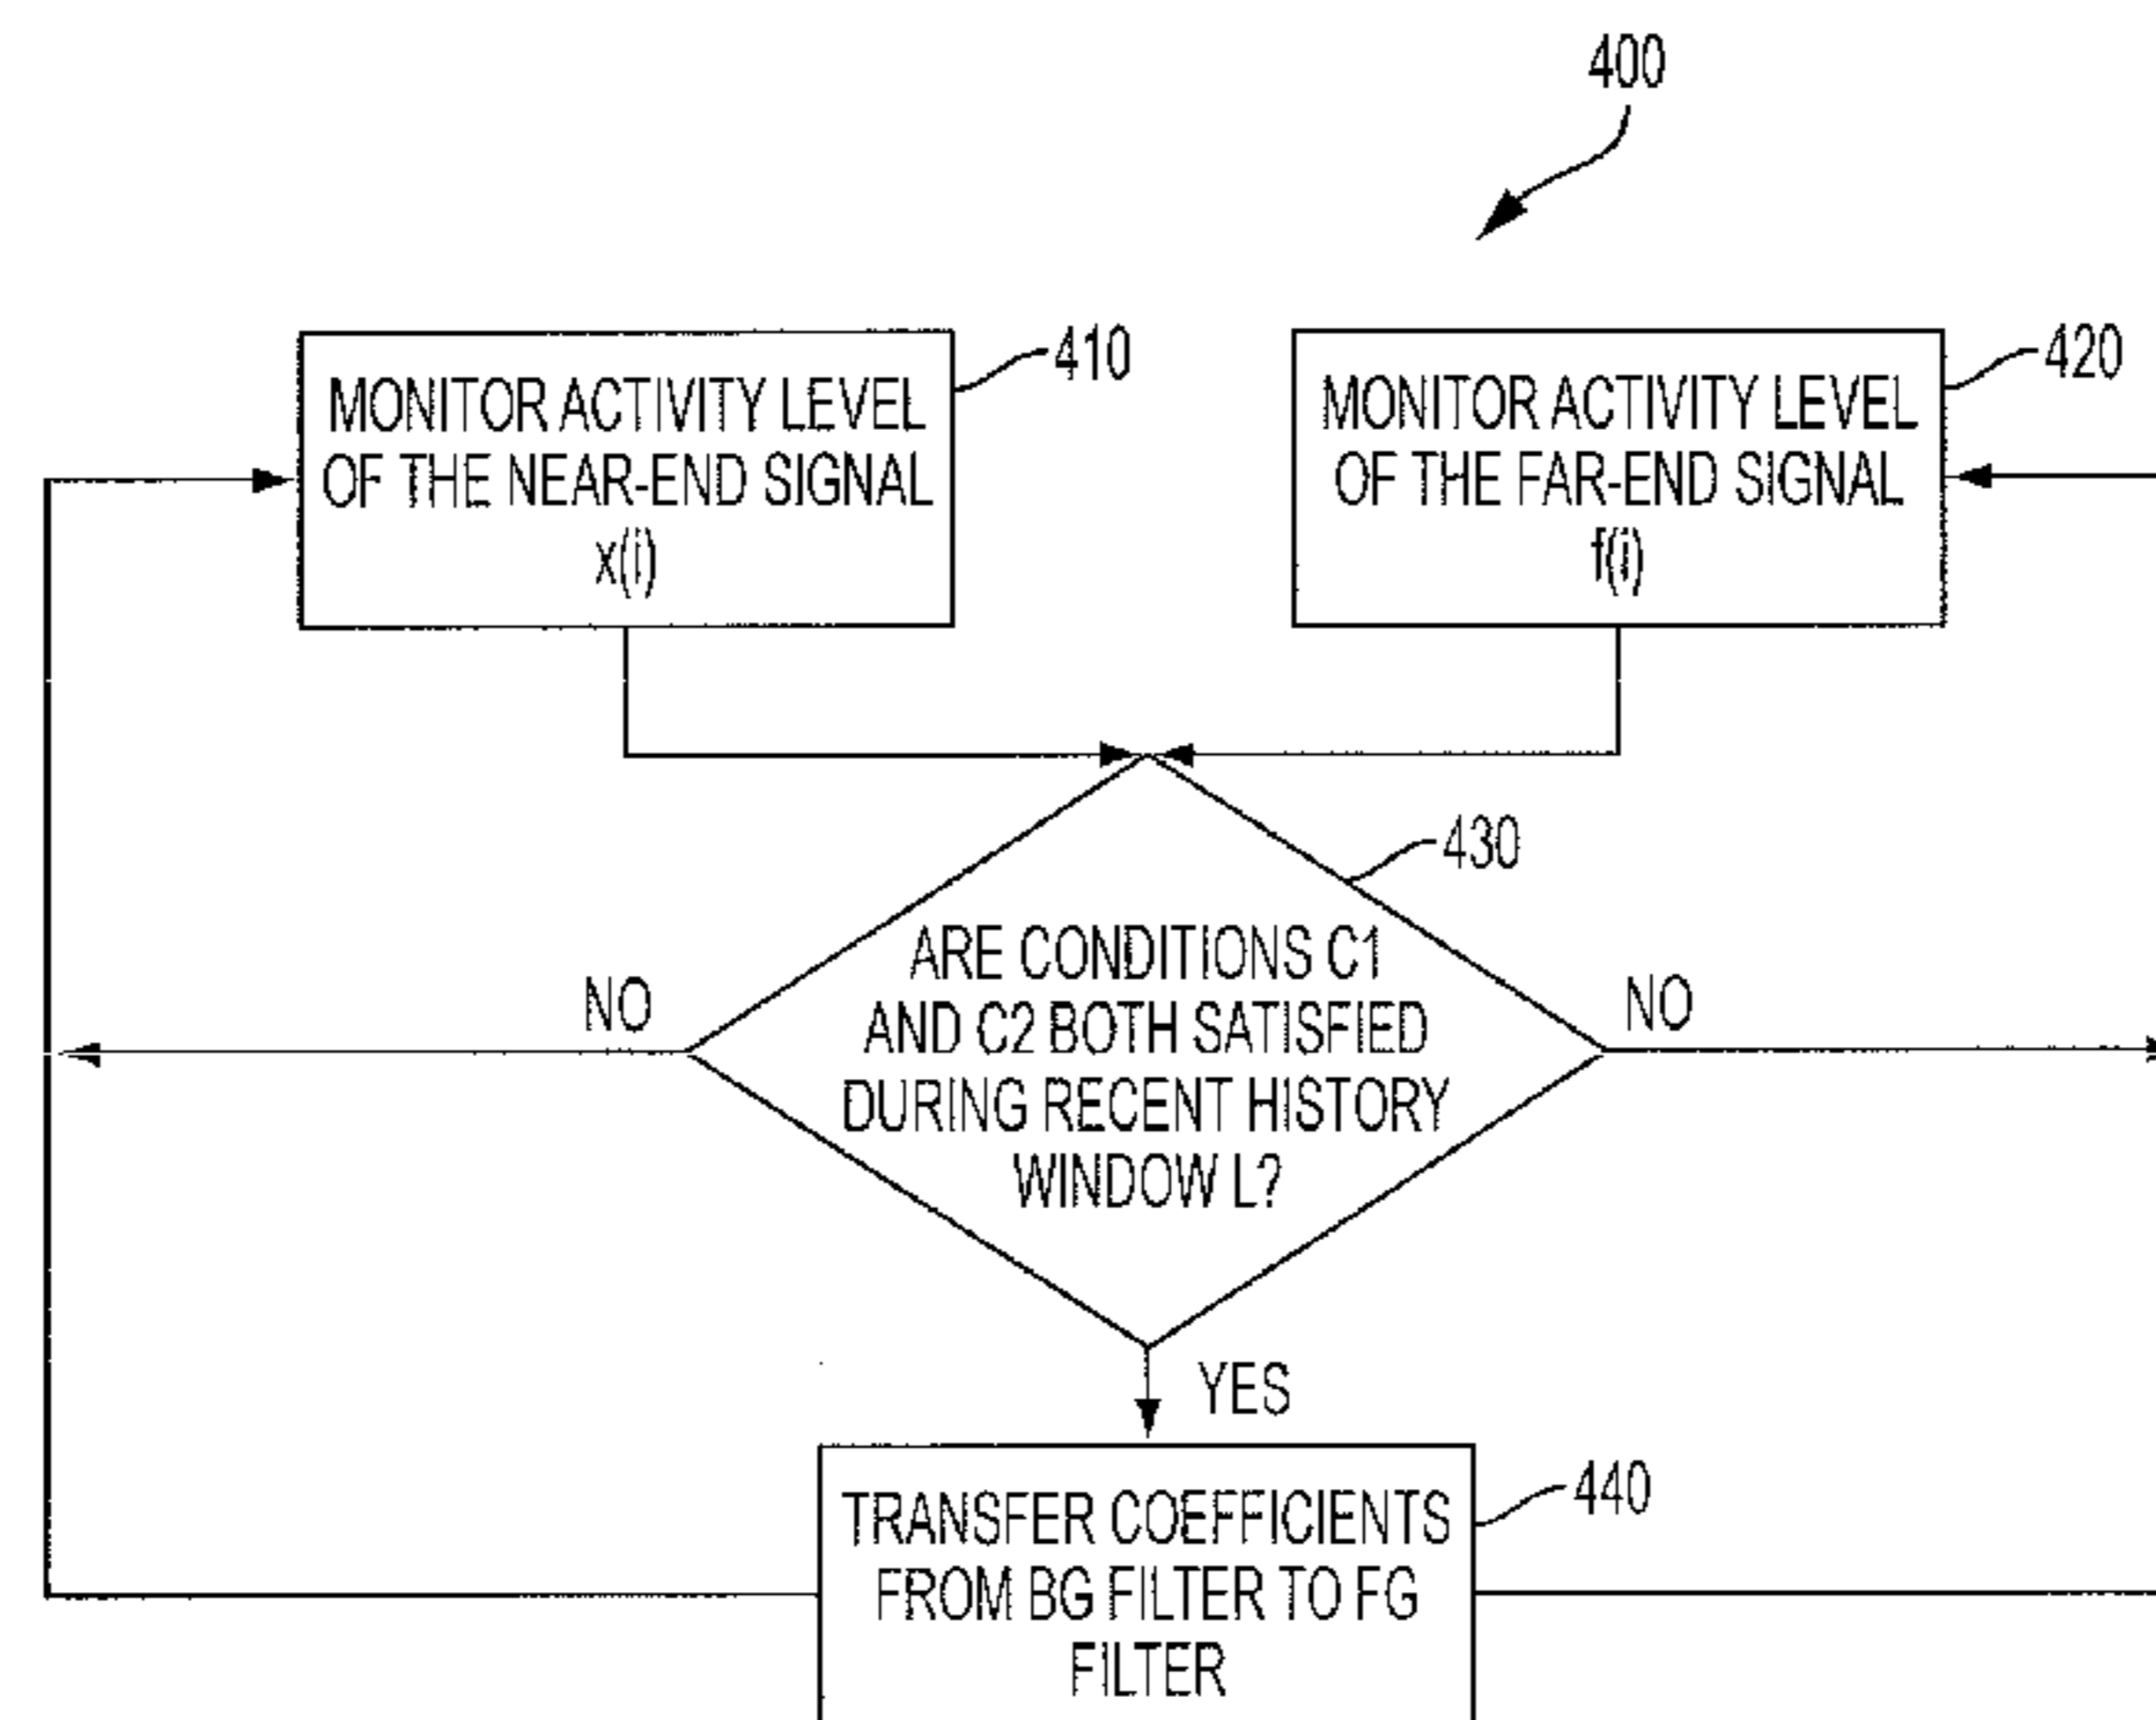 400
410
MONITOR ACTIVITY LEVEL
OF THE NEAR-END SIGNAL
x(i)
420
MONITOR ACTIVITY LEVEL
OF THE FAR-END SIGNAL
f(i)
430
ARE CONDITIONS C1
AND C2 BOTH SATISFIED
DURING RECENT HISTORY
WINDOW L?
NO
NO
YES
440
TRANSFER COEFFICIENTS
FROM BG FILTER TO FG
FILTER